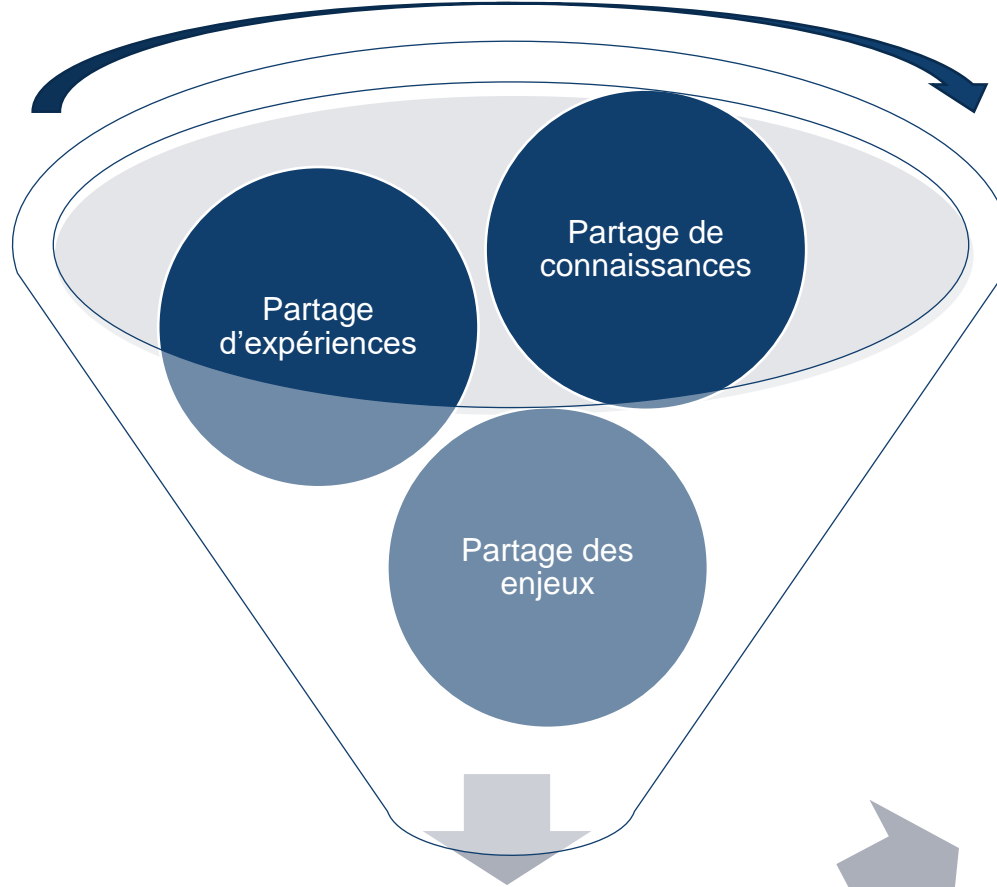 Partage de
connaissances
Partage
d’expériences
Partage des
enjeux